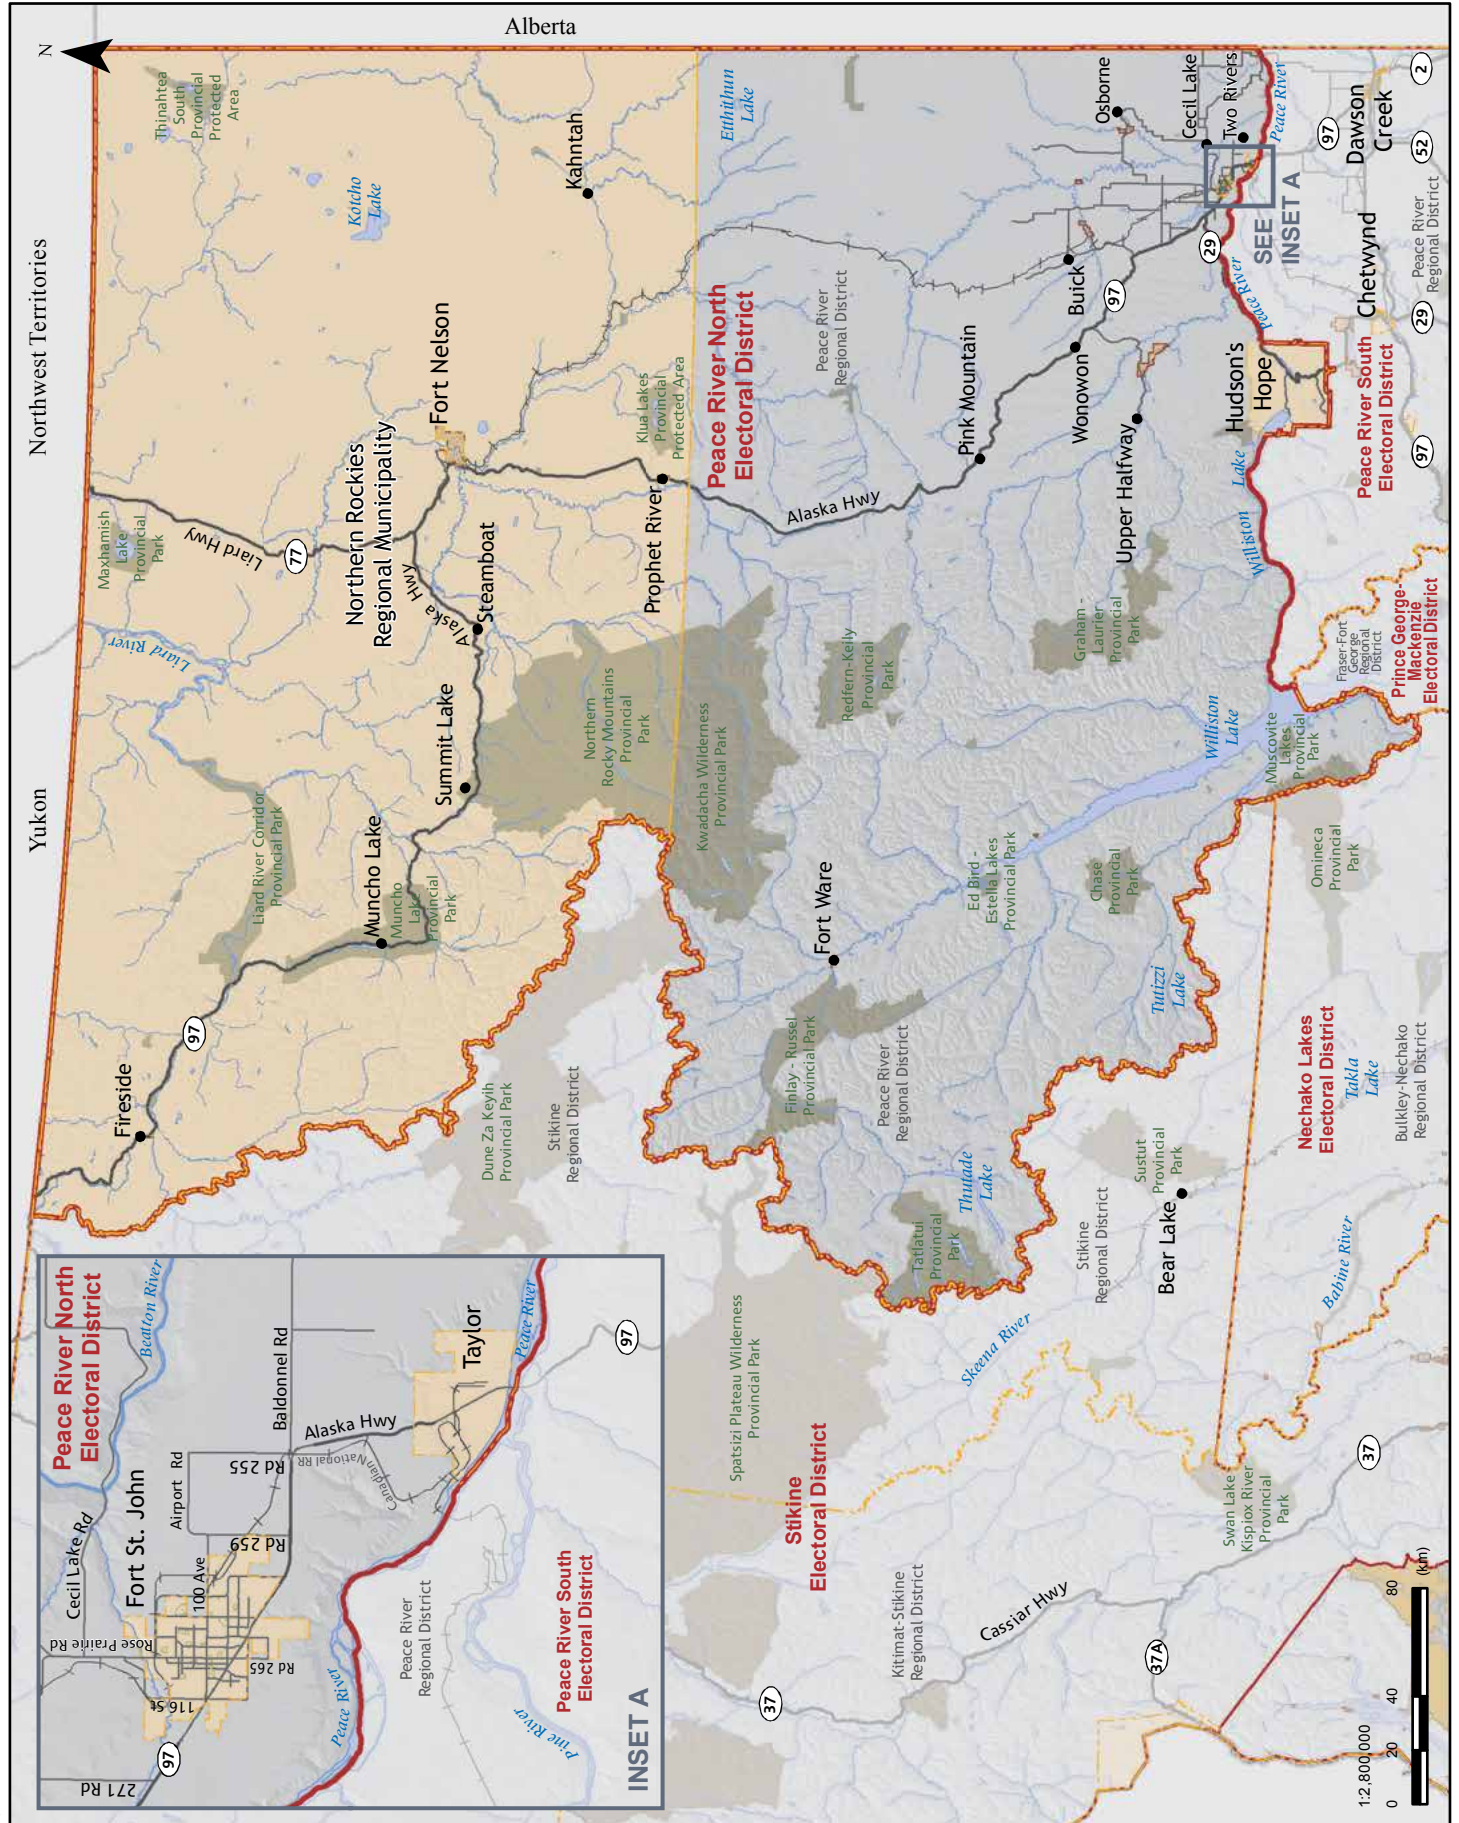 Alberta
N
Northwest Territories
Yukon
Thinahtea
South
Provincial
Protected
Area
Kotcho
Lake
Kahntah
Etthithun
Lake
Osborne
Cecil Lake
Two Rivers
Peace River
2
97
Dawson
Creek
52
Fort Nelson
Northern Rockies
Regional Municipality
Klua Lakes
Provincial
Protected Area
Peace River North
Electoral District
Peace River
Regional District
Buick
97
29
SEE
INSET A
Peace River
Chetwynd
Peace River
Regional District
29
Maxhamish
Lake
Provincial
Park
Liard Hwy
77
Liard River
Alaska Hwy
Steamboat
Prophet River
Alaska Hwy
Pink Mountain
Wonowon
Upper Halfway
Hudson's
Hope
Williston Lake
Peace River South
Electoral District
97
Summit Lake
Northern
Rocky Mountains
Provincial
Park
Kwadacha Wilderness
Provincial Park
Redfern-Keily
Provincial
Park
Graham -
Laurier
Provincial
Park
Fraser-Fort
George
Regional
District
Prince George-
Mackenzie
Electoral District
Liard River Corridor
Provincial Park
Muncho Lake
Muncho
Lake
Provincial
Park
Williston
Lake
Muscovite
Lakes
Provincial
Park
Omineca
Provincial
Park
Fort Ware
Ed Bird -
Estella Lakes
Provincial Park
Chase
Provincial
Park
Tutizzi
Lake
97
Fireside
Dune Za Keyih
Provincial Park
Stikine
Regional District
Finlay - Russel
Provincial Park
Peace River
Regional District
Nechako Lakes
Electoral District
Takla
Lake
Bulkley-Nechako
Regional District
Tatlatui
Provincial
Park
Thutade
Lake
Sustut
Provincial
Park
Stikine
Regional District
Bear Lake
Babine River
Spatsizi Plateau Wilderness
Provincial Park
Skeena River
Stikine
Electoral District
Swan Lake
Kispiox River
Provincial
Park
37
Kitimat-Stikine
Regional District
Cassiar Hwy
37
37A
1:2,800,000
0
20
40
80
(km)
Peace River North
Electoral District
Beatton River
Cecil Lake Rd
Fort St. John
Airport Rd
Rd 255
Baldonnel Rd
Rd 259
100 Ave
Rose Prairie Rd
Rd 265
116 St
97
271 Rd
Alaska Hwy
Canadian National RR
Taylor
Peace River
97
Peace River
Peace River
Regional District
Peace River South
Electoral District
Pine River
INSET A